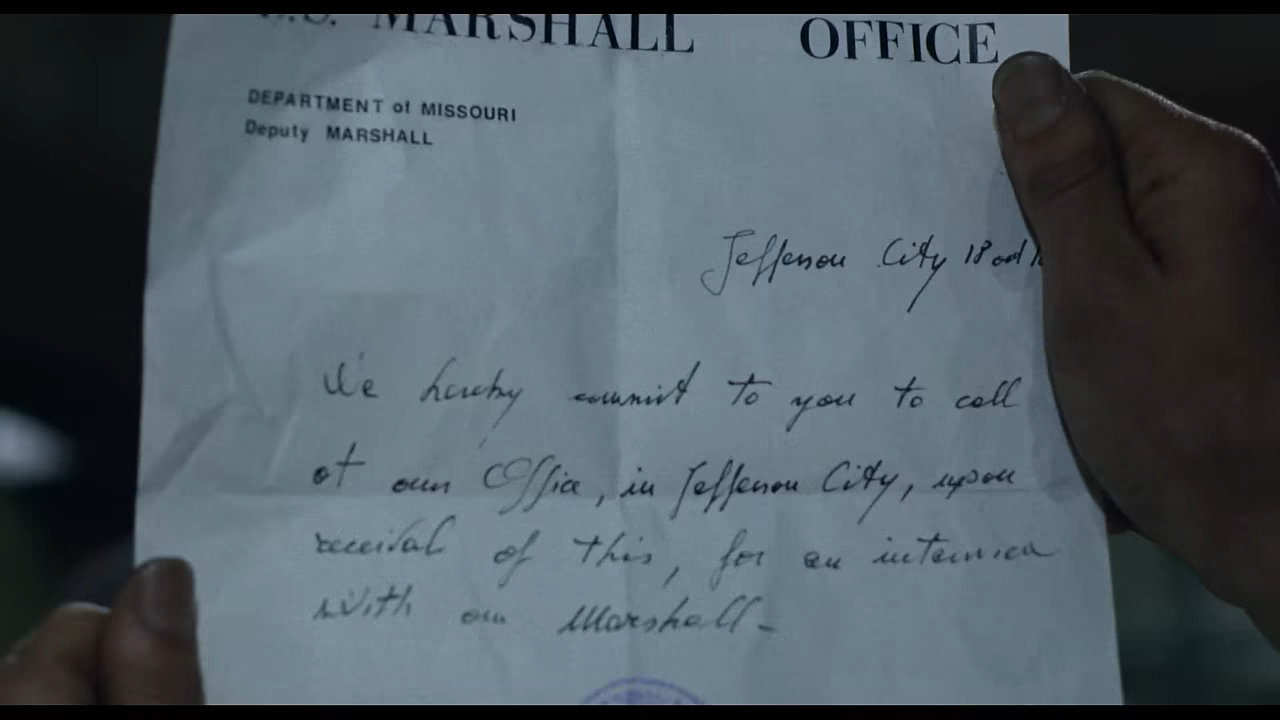 U.S. MARSHALL OFFICE
DEPARTMENT of MISSOURI
Deputy MARSHALL
Jefferson City 18
We hereby commit to you to call
at our Office, in Jefferson City, upon
receival of this, for an interview
with our Marshall-